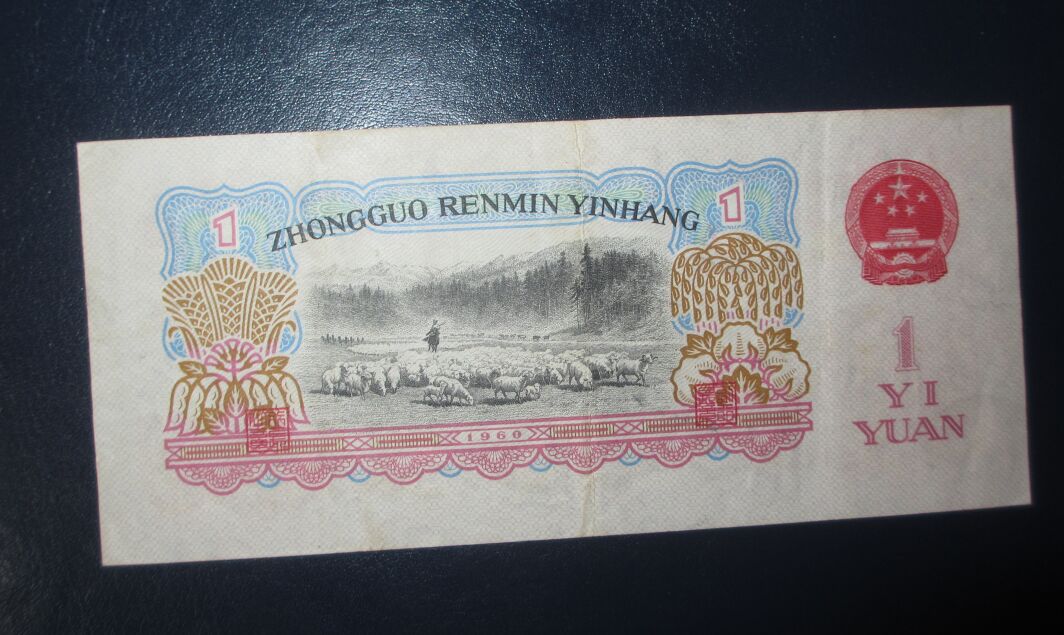 1
1
ZHONGGUO RENMIN YINHANG
1960
1
YI
YUAN